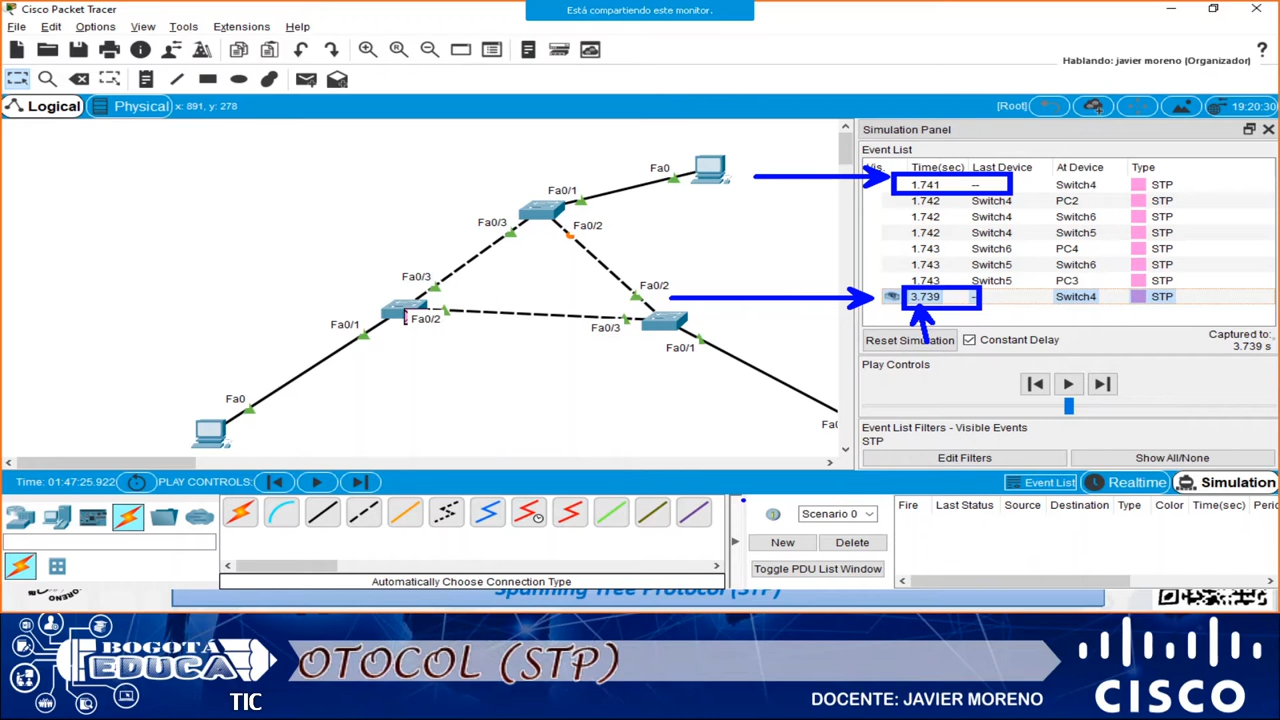 Cisco Packet Tracer
Está compartiendo este monitor.
File Edit Options View Tools Extensions Help
Hablando: javier moreno (Organizador)
Logical Physical x: 891, y: 278 [Root] 19:20:30
Simulation Panel
Event List
Vis. Time(sec) Last Device At Device Type
1.741 -- Switch4 STP
1.742 Switch4 PC2 STP
1.742 Switch4 Switch6 STP
1.742 Switch4 Switch5 STP
1.743 Switch6 PC4 STP
1.743 Switch5 Switch6 STP
1.743 Switch5 PC3 STP
3.739 -- Switch4 STP
Reset Simulation Constant Delay Captured to:
3.739 s
Play Controls
Event List Filters - Visible Events
STP
Edit Filters Show All/None
Fa0
Fa0/1
Fa0/3
Fa0/2
Fa0/3
Fa0/2
Fa0/1
Fa0/2
Fa0/3
Fa0/1
Fa0
Fa0
Time: 01:47:25.922 PLAY CONTROLS: Event List Realtime Simulation
Scenario 0
New Delete
Toggle PDU List Window
Fire Last Status Source Destination Type Color Time(sec) Perio
Automatically Choose Connection Type
Spanning Tree Protocol (STP)
MORENO
BOGOTÁ
EDUCA
TIC
OTOCOL (STP)
DOCENTE: JAVIER MORENO
CISCO